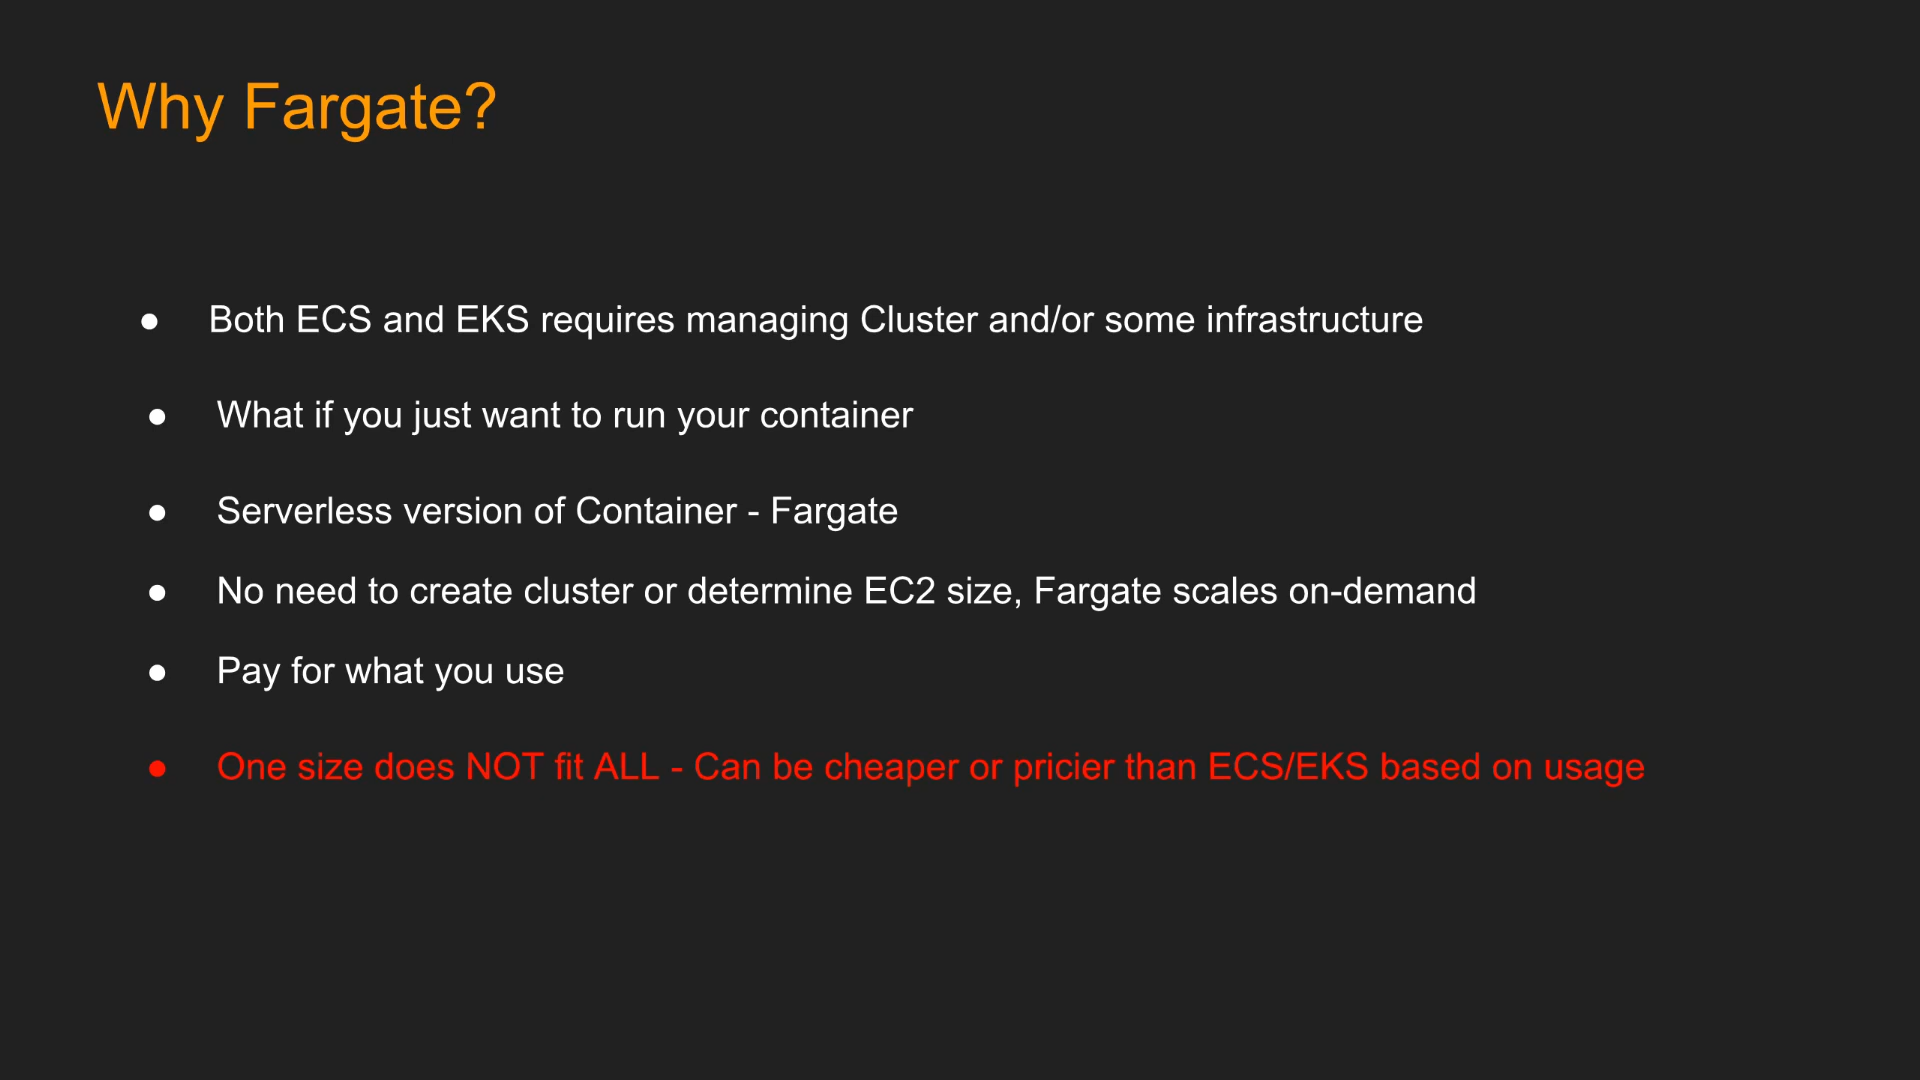 Why Fargate?
● Both ECS and EKS requires managing Cluster and/or some infrastructure
● What if you just want to run your container
● Serverless version of Container - Fargate
● No need to create cluster or determine EC2 size, Fargate scales on-demand
● Pay for what you use
● One size does NOT fit ALL - Can be cheaper or pricier than ECS/EKS based on usage